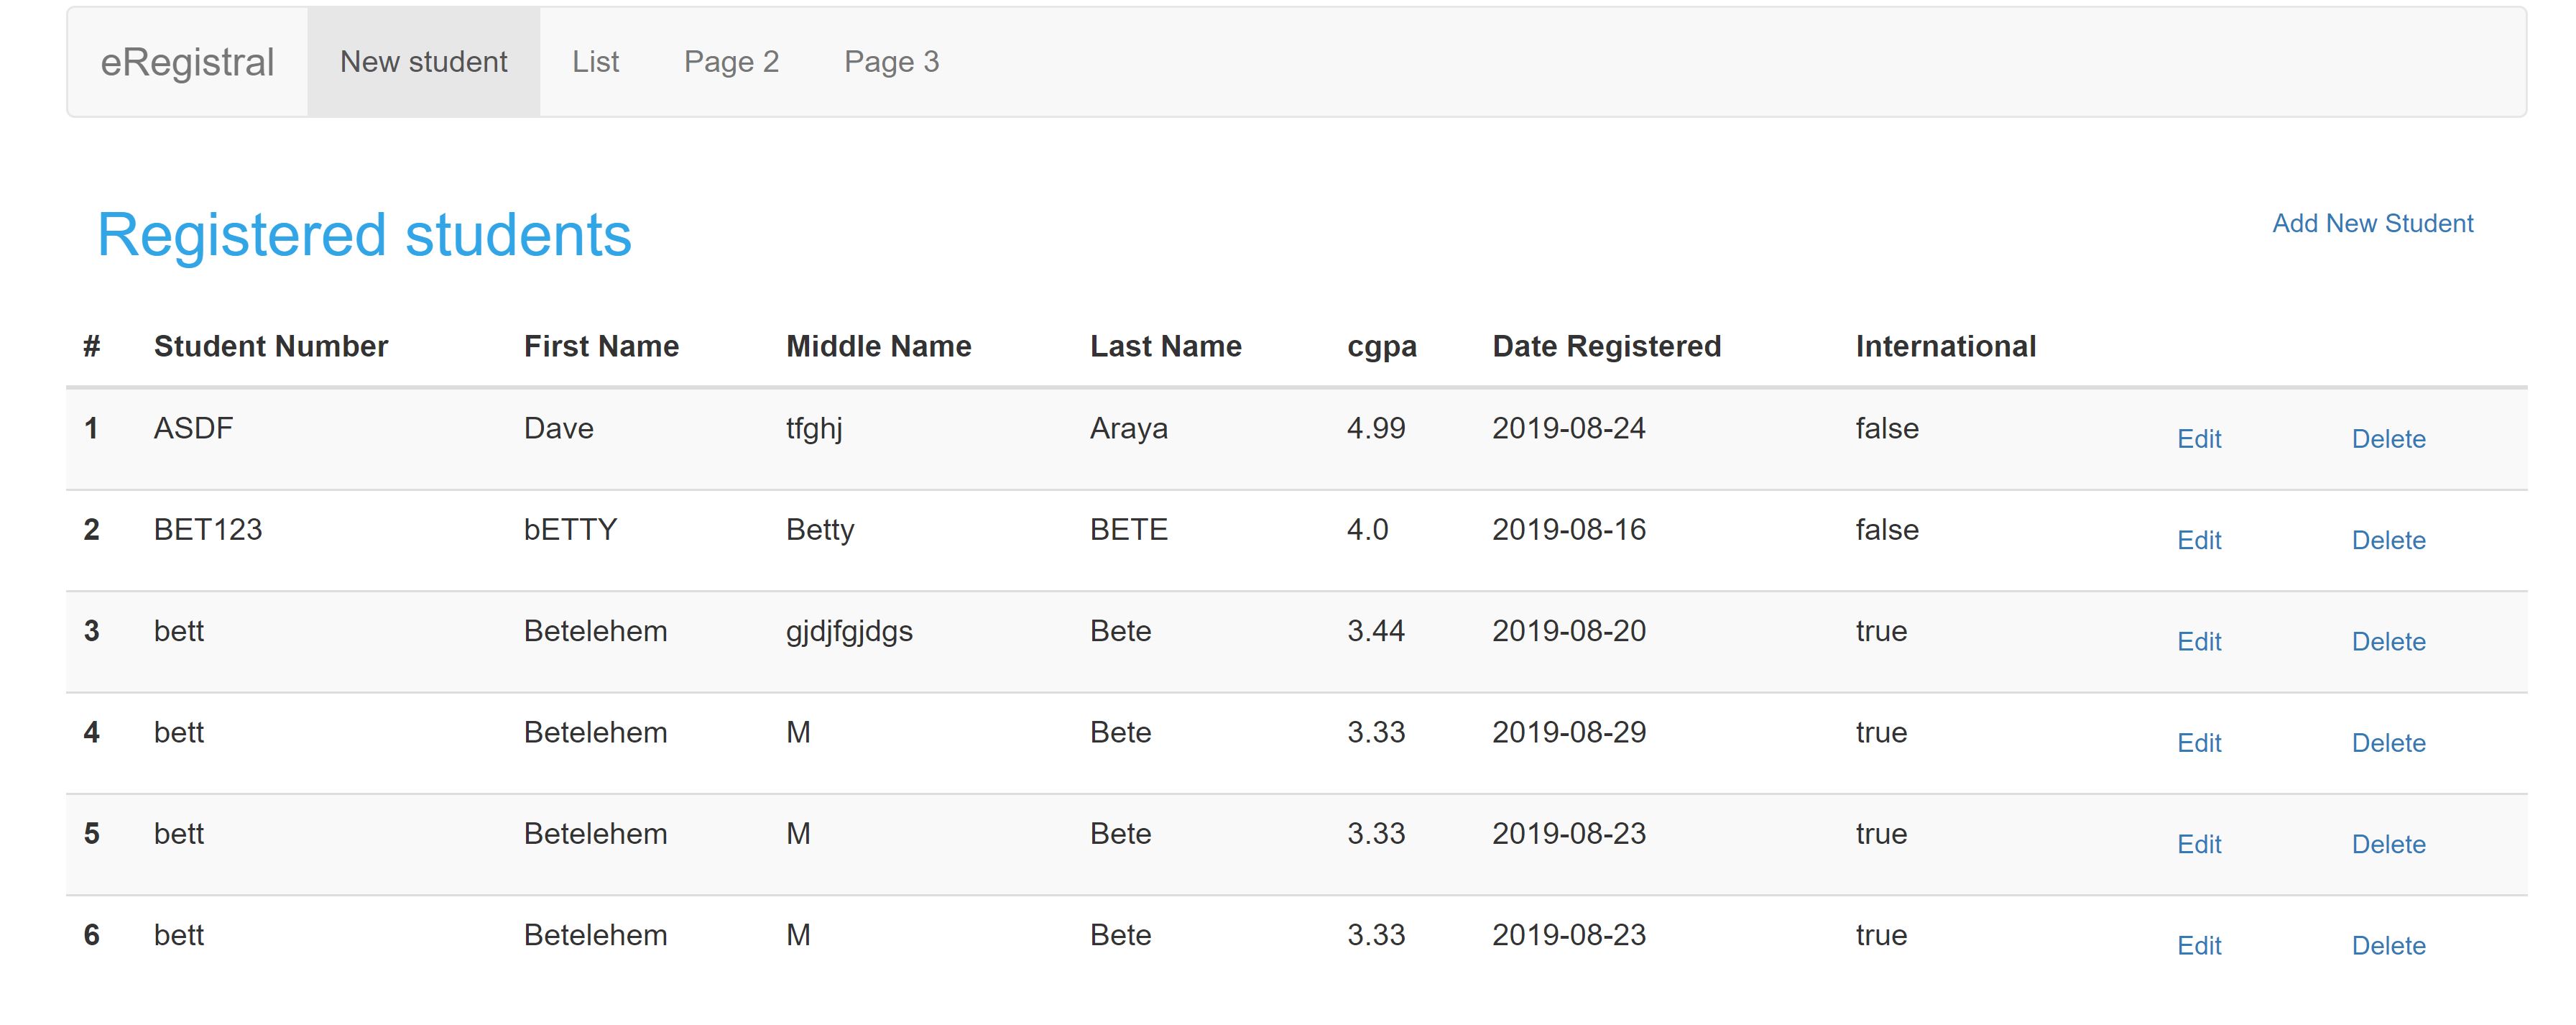 eRegistral New student List Page 2 Page 3
Registered students Add New Student
# Student Number First Name Middle Name Last Name cgpa Date Registered International
1 ASDF Dave tfghj Araya 4.99 2019-08-24 false Edit Delete
2 BET123 bETTY Betty BETE 4.0 2019-08-16 false Edit Delete
3 bett Betelehem gjdjfgjdgs Bete 3.44 2019-08-20 true Edit Delete
4 bett Betelehem M Bete 3.33 2019-08-29 true Edit Delete
5 bett Betelehem M Bete 3.33 2019-08-23 true Edit Delete
6 bett Betelehem M Bete 3.33 2019-08-23 true Edit Delete